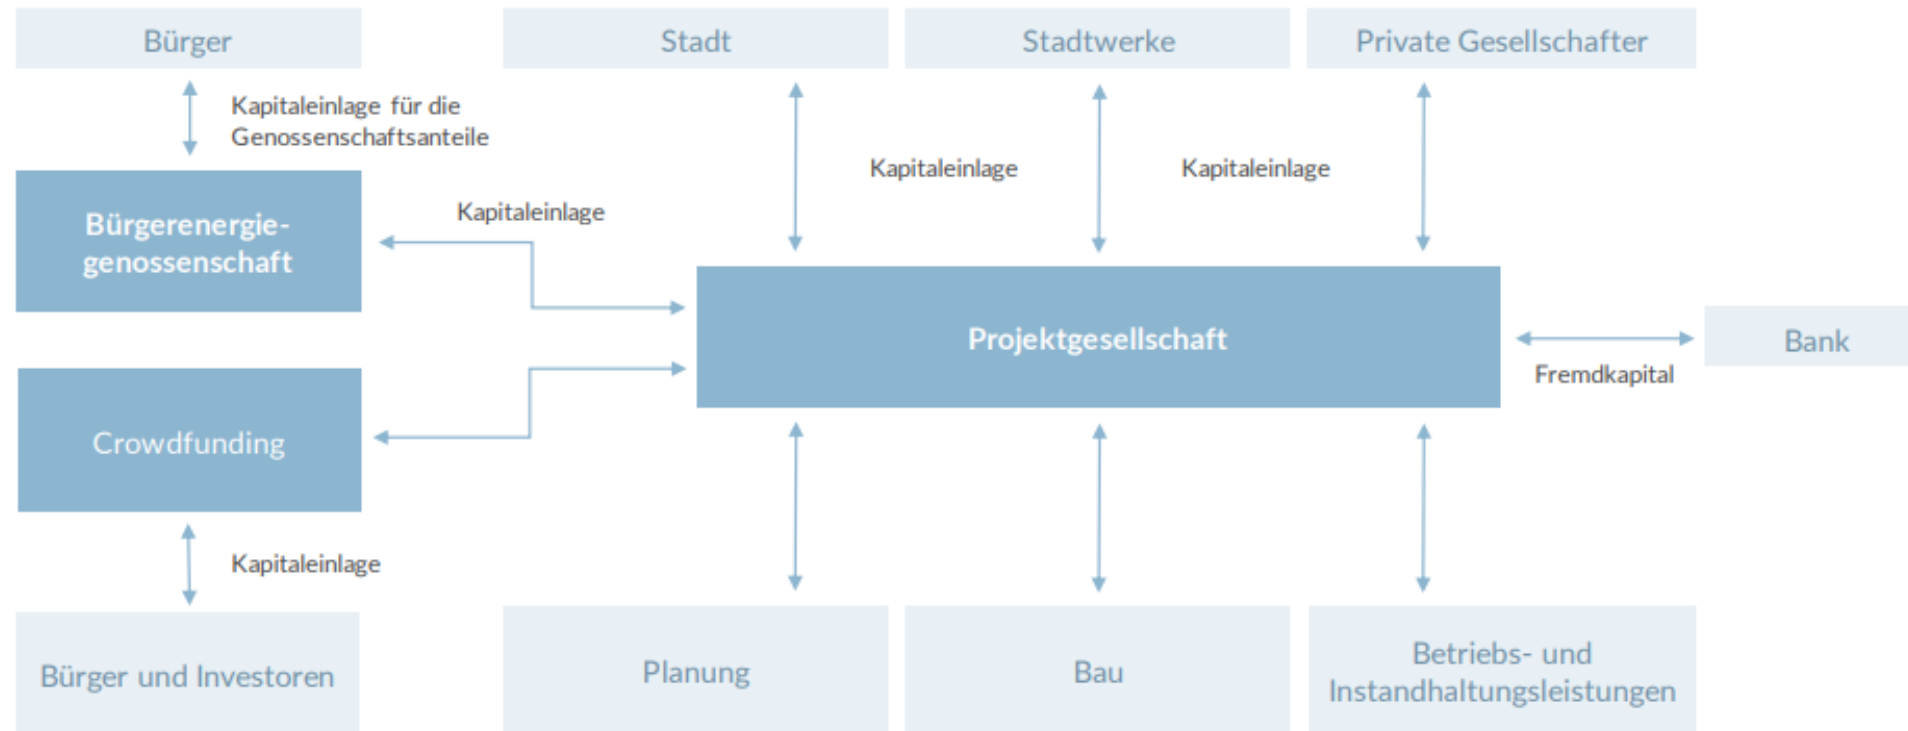 Bürger
Stadt
Stadtwerke
Private Gesellschafter
Kapitaleinlage für die
Genossenschaftsanteile
Kapitaleinlage
Kapitaleinlage
Bürgerenergie-
genossenschaft
Kapitaleinlage
Projektgesellschaft
Bank
Fremdkapital
Crowdfunding
Kapitaleinlage
Bürger und Investoren
Planung
Bau
Betriebs- und
Instandhaltungsleistungen